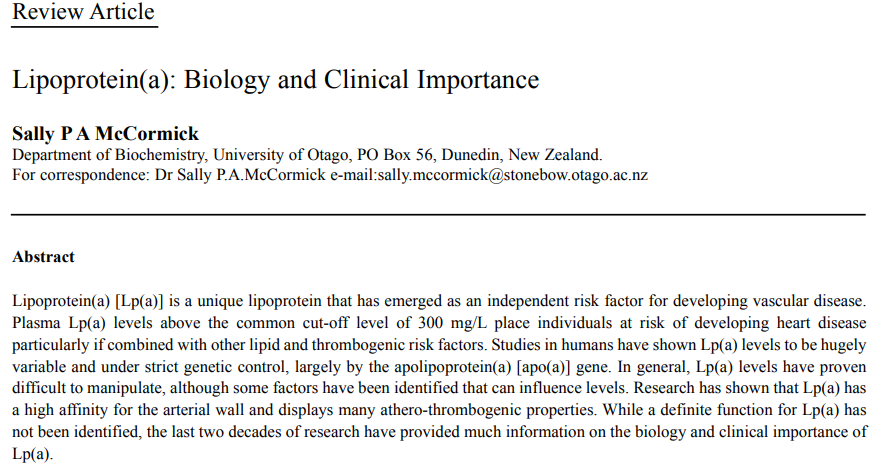 Review Article
Lipoprotein(a): Biology and Clinical Importance
Sally P A McCormick
Department of Biochemistry, University of Otago, PO Box 56, Dunedin, New Zealand.
For correspondence: Dr Sally P.A.McCormick e-mail:sally.mccormick@stonebow.otago.ac.nz
Abstract
Lipoprotein(a) [Lp(a)] is a unique lipoprotein that has emerged as an independent risk factor for developing vascular disease.
Plasma Lp(a) levels above the common cut-off level of 300 mg/L place individuals at risk of developing heart disease
particularly if combined with other lipid and thrombogenic risk factors. Studies in humans have shown Lp(a) levels to be hugely
variable and under strict genetic control, largely by the apolipoprotein(a) [apo(a)] gene. In general, Lp(a) levels have proven
difficult to manipulate, although some factors have been identified that can influence levels. Research has shown that Lp(a) has
a high affinity for the arterial wall and displays many athero-thrombogenic properties. While a definite function for Lp(a) has
not been identified, the last two decades of research have provided much information on the biology and clinical importance of
Lp(a).